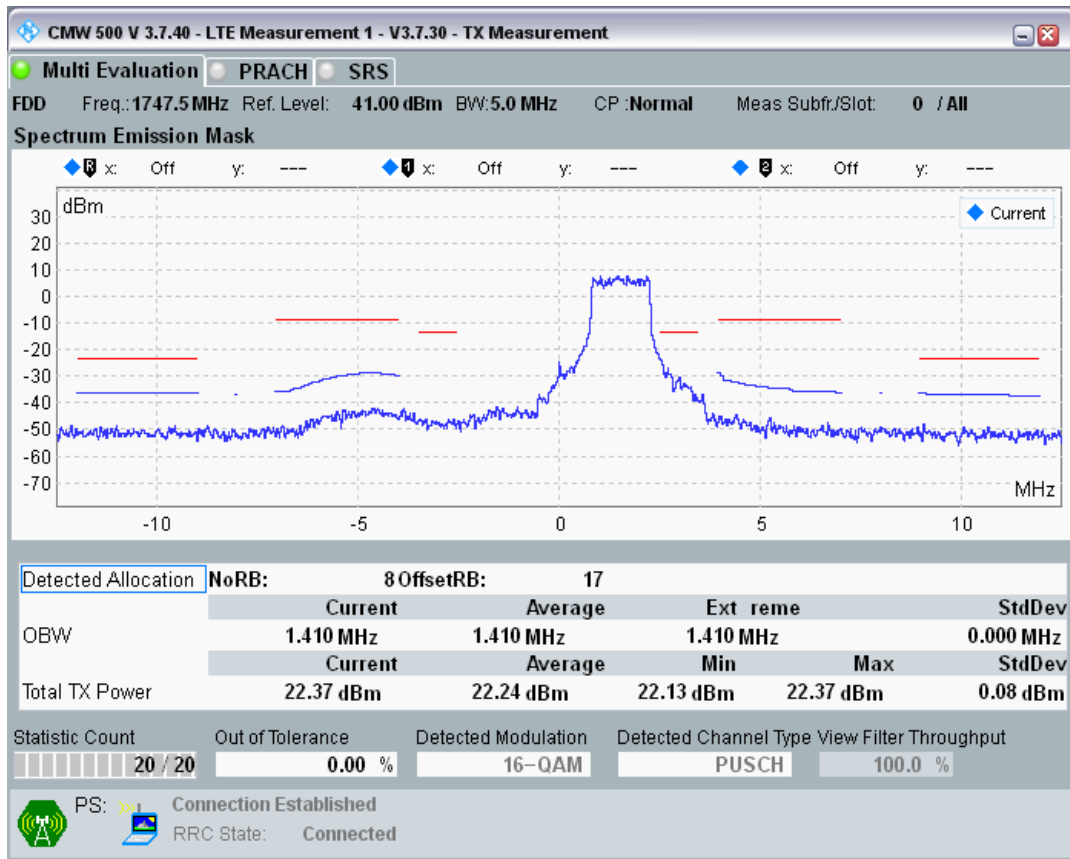 CMW 500 V 3.7.40 - LTE Measurement 1 - V3.7.30 - TX Measurement
Multi Evaluation PRACH SRS
FDD Freq.: 1747.5 MHz Ref. Level: 41.00 dBm BW: 5.0 MHz CP : Normal Meas Subfr./Slot: 0 / All
Spectrum Emission Mask
R x: Off y: --- 1 x: Off y: --- 2 x: Off y: ---
dBm
Current
30
20
10
0
-10
-20
-30
-40
-50
-60
-70
MHz
-10 -5 0 5 10
Detected Allocation NoRB: 8 OffsetRB: 17
Current Average Ext reme StdDev
OBW 1.410 MHz 1.410 MHz 1.410 MHz 0.000 MHz
Current Average Min Max StdDev
Total TX Power 22.37 dBm 22.24 dBm 22.13 dBm 22.37 dBm 0.08 dBm
Statistic Count Out of Tolerance Detected Modulation Detected Channel Type View Filter Throughput
20 / 20 0.00 % 16-QAM PUSCH 100.0 %
PS: Connection Established
RRC State: Connected